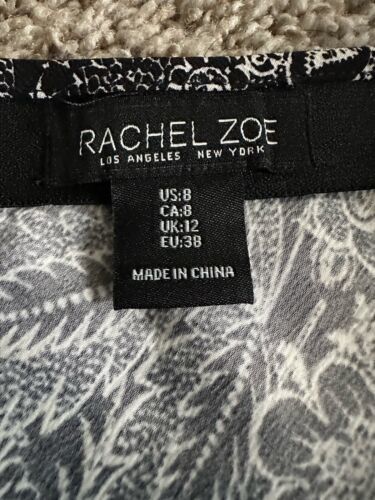 RACHEL ZOE
LOS ANGELES NEW YORK
US:8
CA:8
UK:12
EU:38
MADE IN CHINA